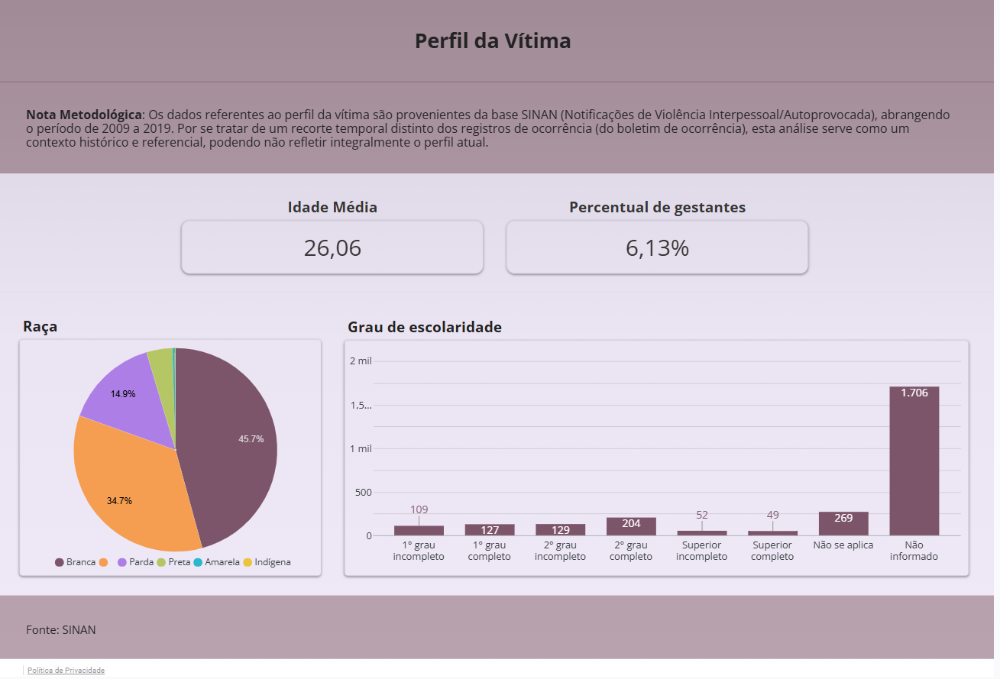 Perfil da Vítima
Nota Metodológica: Os dados referentes ao perfil da vítima são provenientes da base SINAN (Notificações de Violência Interpessoal/Autoprovocada), abrangendo
o período de 2009 a 2019. Por se tratar de um recorte temporal distinto dos registros de ocorrência (do boletim de ocorrência), esta análise serve como um
contexto histórico e referencial, podendo não refletir integralmente o perfil atual.
Idade Média
26,06
Percentual de gestantes
6,13%
Raça
14.9%
45.7%
34.7%
Branca Parda Preta Amarela Indígena
Grau de escolaridade
2 mil
1,5...
1 mil
500
0
109
127
129
204
52
49
269
1.706
1° grau
incompleto
1° grau
completo
2° grau
incompleto
2° grau
completo
Superior
incompleto
Superior
completo
Não se aplica
Não
informado
Fonte: SINAN
Política de Privacidade